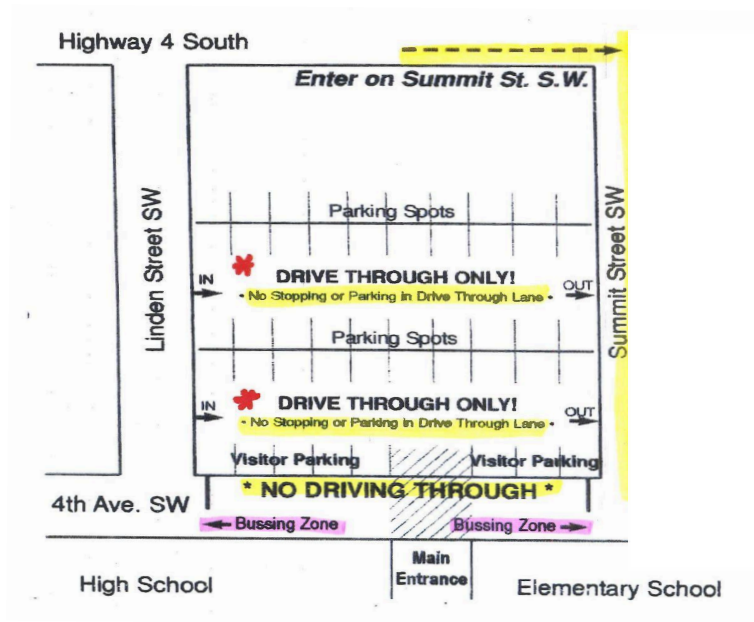 Highway 4 South
Enter on Summit St. S.W.
Linden Street SW
Summit Street SW
Parking Spots
IN
DRIVE THROUGH ONLY!
OUT
- No Stopping or Parking in Drive Through Lane -
Parking Spots
IN
DRIVE THROUGH ONLY!
OUT
- No Stopping or Parking in Drive Through Lane -
Visitor Parking
Visitor Parking
* NO DRIVING THROUGH *
4th Ave. SW
Bussing Zone
Bussing Zone
Main
Entrance
High School
Elementary School